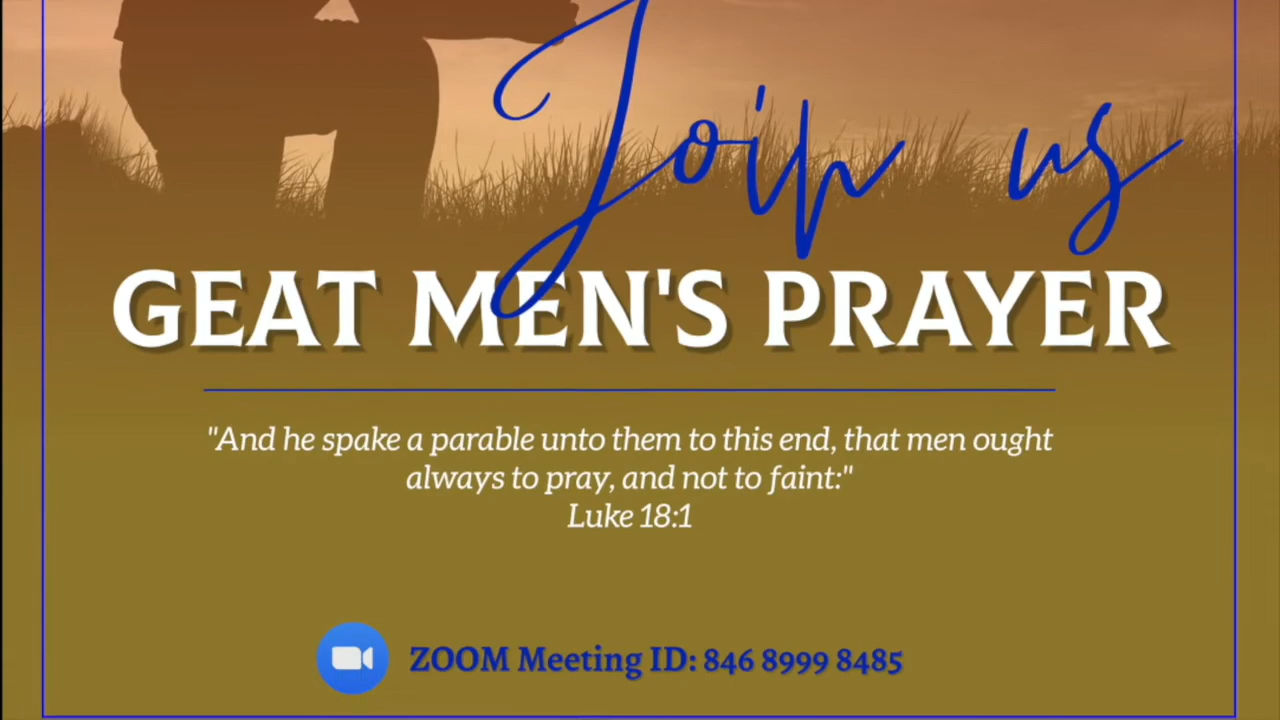 Join us
GEAT MEN'S PRAYER
"And he spake a parable unto them to this end, that men ought
always to pray, and not to faint:"
Luke 18:1
ZOOM Meeting ID: 846 8999 8485